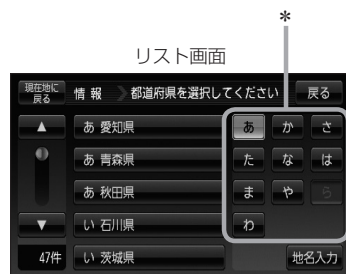 *
リスト画面
現在地に
戻る
情報 都道府県を選択してください 戻る
▲ あ 愛知県 あ か さ
あ 青森県 た な は
あ 秋田県 ま や ら
▼ い 石川県 わ
47件 い 茨城県 地名入力